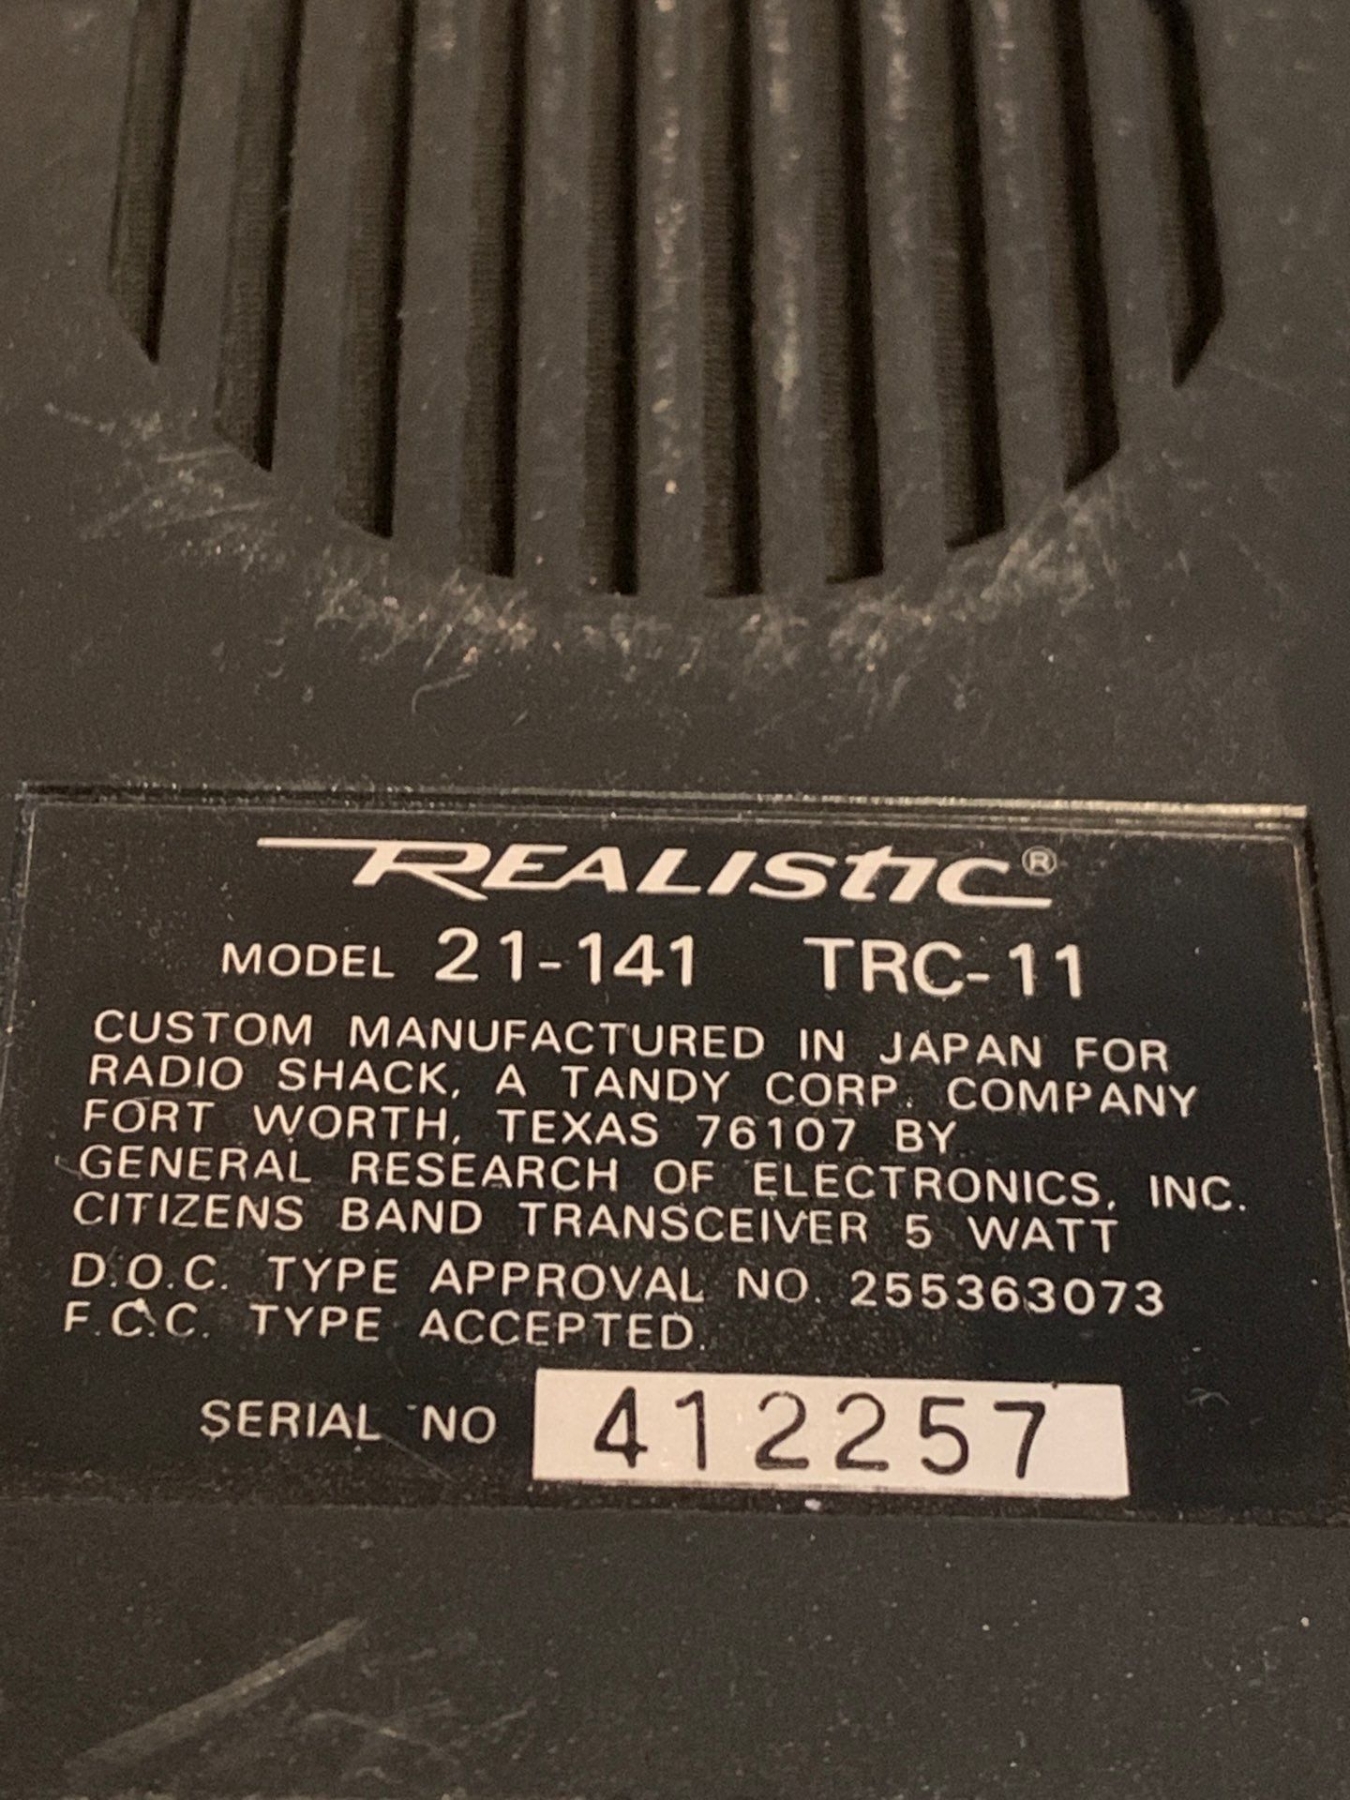 REALISTIC®
MODEL 21-141 TRC-11
CUSTOM MANUFACTURED IN JAPAN FOR
RADIO SHACK, A TANDY CORP. COMPANY
FORT WORTH, TEXAS 76107 BY
GENERAL RESEARCH OF ELECTRONICS, INC.
CITIZENS BAND TRANSCEIVER 5 WATT
D.O.C. TYPE APPROVAL NO. 255363073
F.C.C. TYPE ACCEPTED.
SERIAL NO 412257